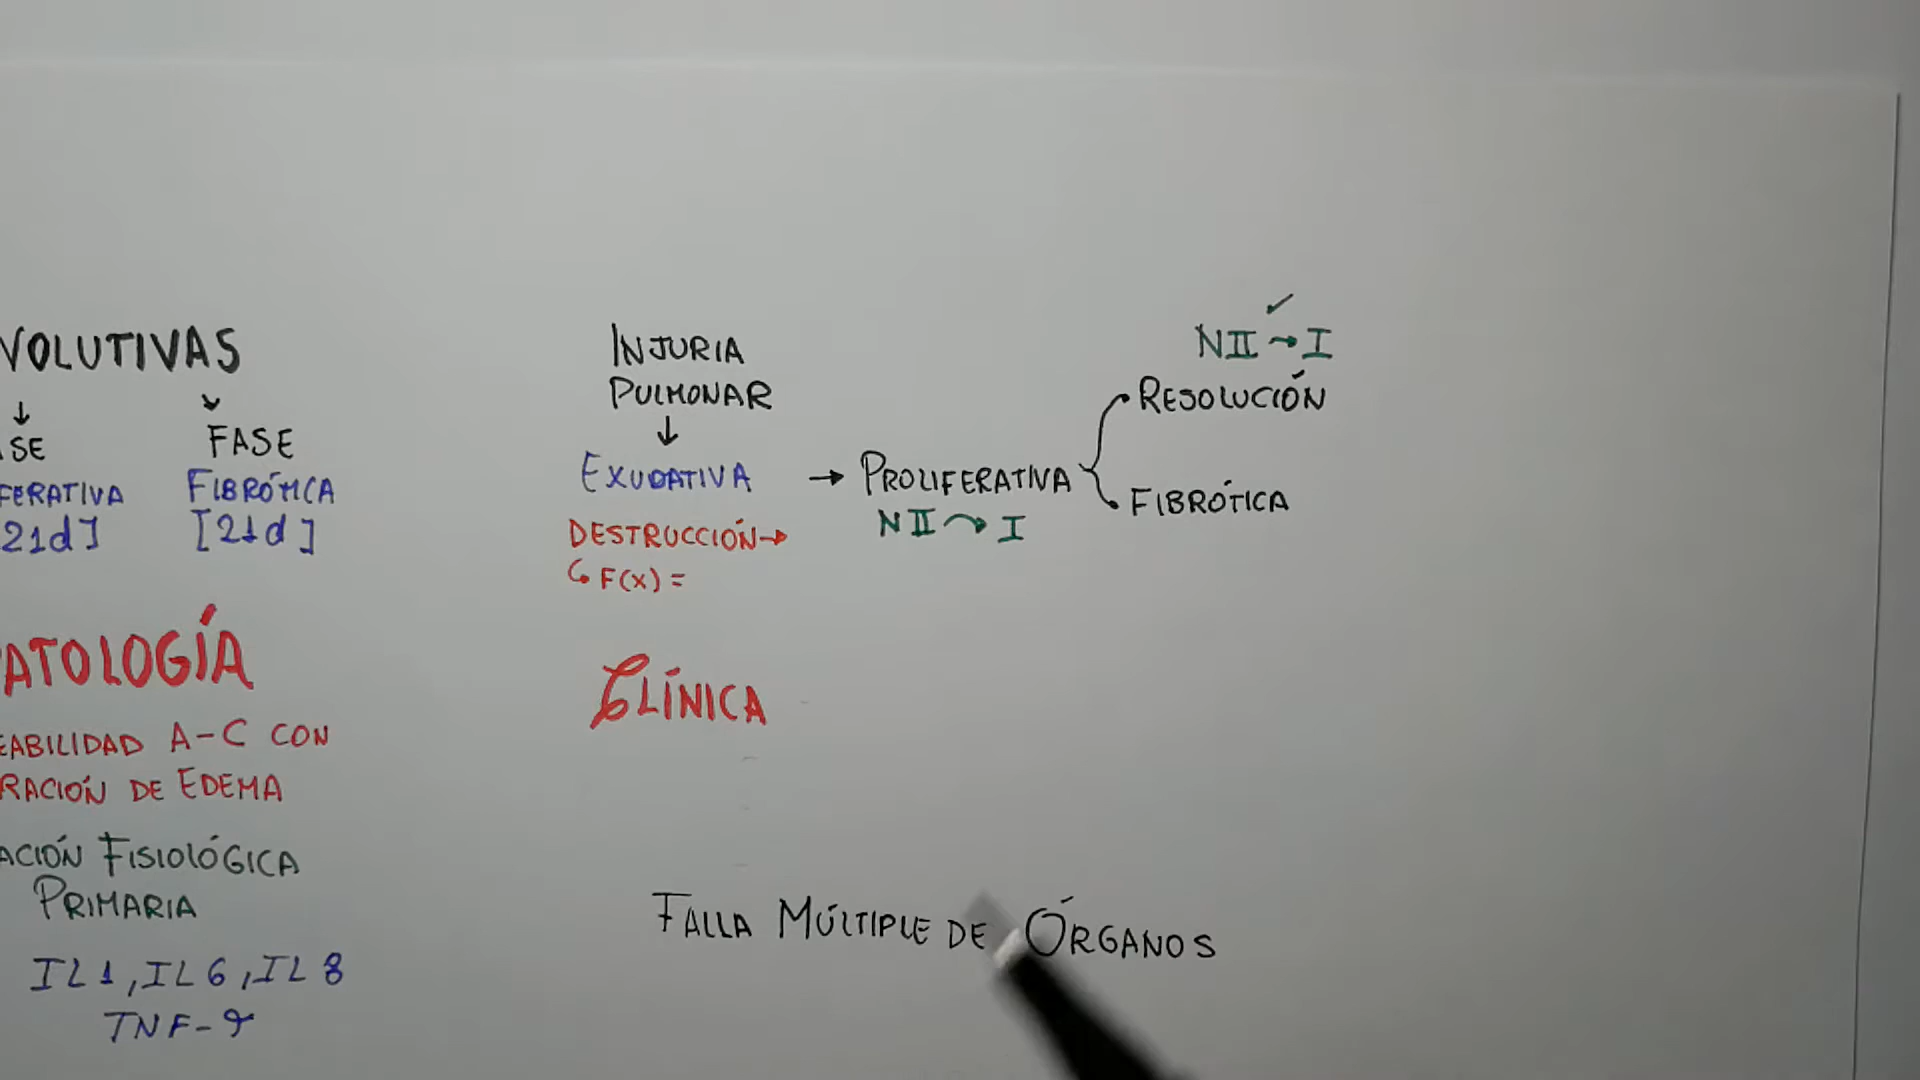 VOLUTIVAS
↓ ↓
SE FASE
FERATIVA FIBRÓTICA
21d] [21d]
ATOLOGÍA
EABILIDAD A-C CON
RACIÓN DE EDEMA
ACIÓN FISIOLÓGICA
PRIMARIA
IL1, IL6, IL8
TNF-
INJURIA
PULMONAR
↓
EXUDATIVA → PROLIFERATIVA
DESTRUCCIÓN→ NII → I
F(x) =
✓
NII → I
RESOLUCIÓN
FIBRÓTICA
CLÍNICA
FALLA MÚLTIPLE DE ÓRGANOS